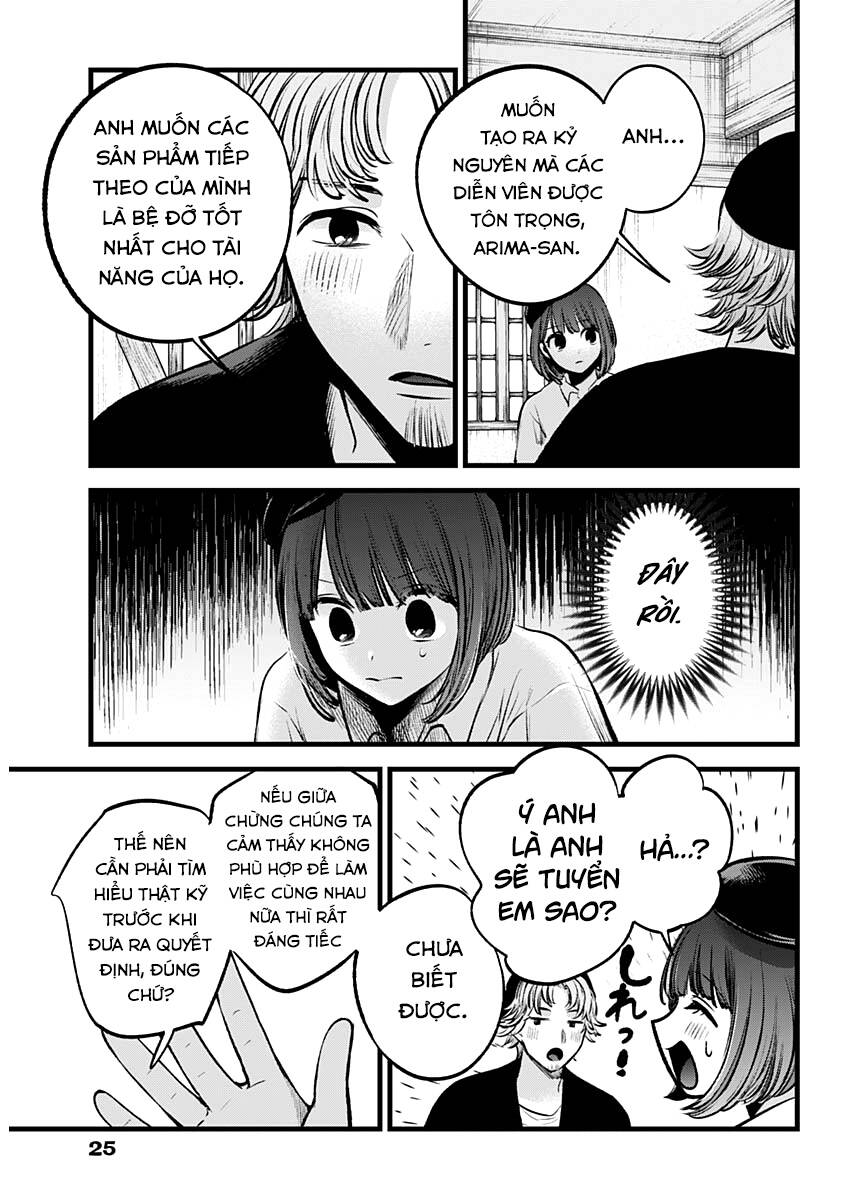 ANH...
MUỐN
TẠO RA KỶ
NGUYÊN MÀ CÁC
DIỄN VIÊN ĐƯỢC
TÔN TRỌNG,
ARIMA-SAN.
ANH MUỐN CÁC
SẢN PHẨM TIẾP
THEO CỦA MÌNH
LÀ BỆ ĐỠ TỐT
NHẤT CHO TÀI
NĂNG CỦA HỌ.
ĐÂY
RỒI.
HẢ...?
Ý ANH
LÀ ANH
SẼ TUYỂN
EM SAO?
しれっ!
CHƯA
BIẾT
ĐƯỢC.
NẾU GIỮA
CHỪNG CHÚNG TA
CẢM THẤY KHÔNG
PHÙ HỢP ĐỂ LÀM
VIỆC CÙNG NHAU
NỮA THÌ RẤT
ĐÁNG TIẾC
THẾ NÊN
CẦN PHẢI TÌM
HIỂU THẬT KỸ
TRƯỚC KHI
ĐƯA RA QUYẾT
ĐỊNH, ĐÚNG
CHỨ?
25